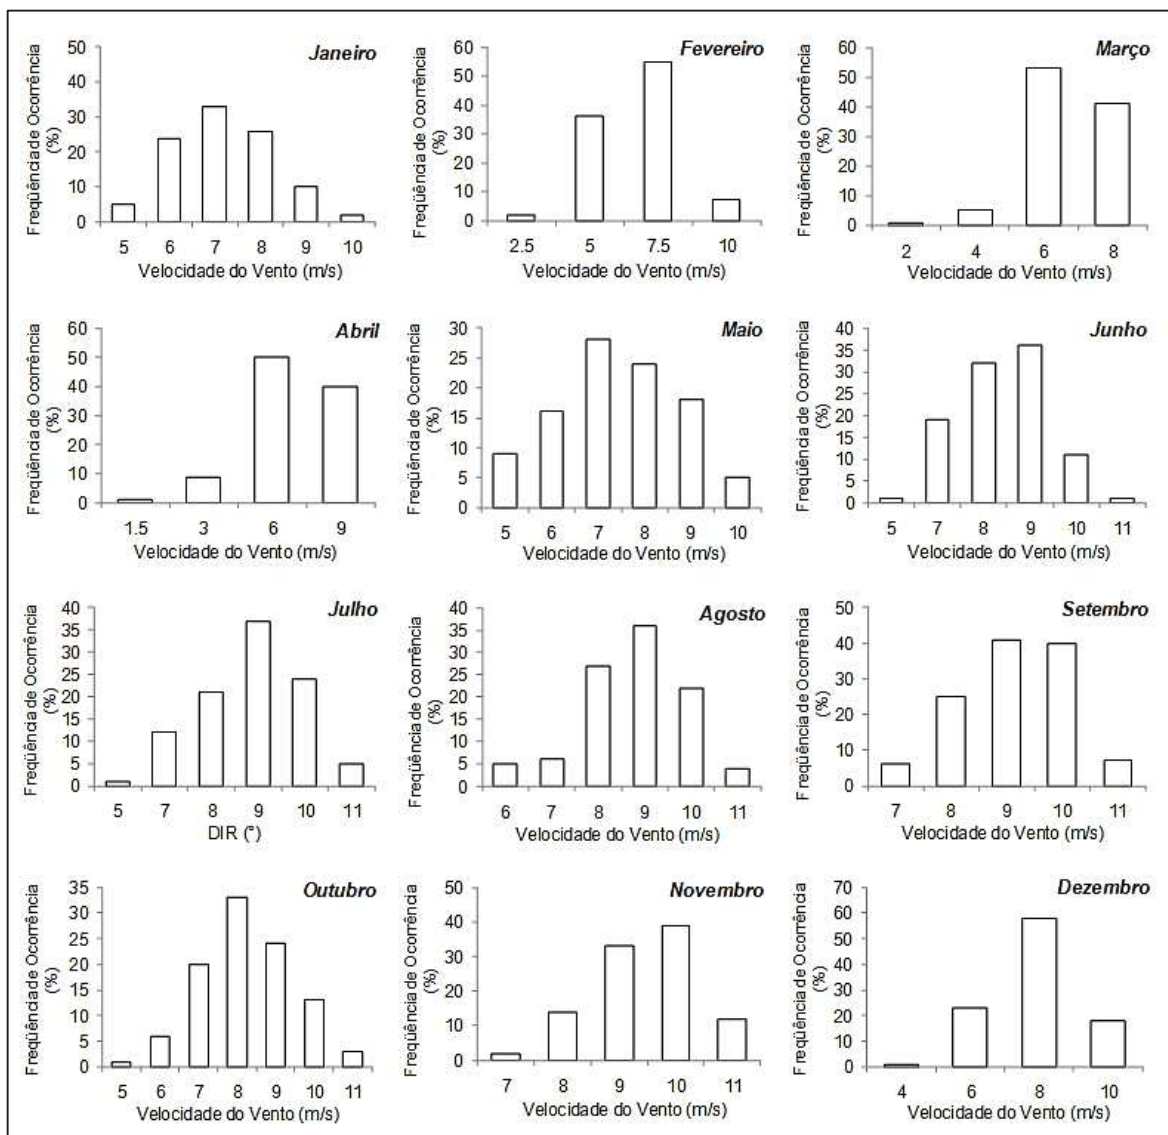 Janeiro
Freqüência de Ocorrência
(%)
50
40
30
20
10
0
5 6 7 8 9 10
Velocidade do Vento (m/s)
Fevereiro
Freqüência de Ocorrência
(%)
60
50
40
30
20
10
0
2.5 5 7.5 10
Velocidade do Vento (m/s)
Março
Freqüência de Ocorrência
(%)
60
50
40
30
20
10
0
2 4 6 8
Velocidade do Vento (m/s)
Abril
Freqüência de Ocorrência
(%)
60
50
40
30
20
10
0
1.5 3 6 9
Velocidade do Vento (m/s)
Maio
Freqüência de Ocorrência
(%)
30
25
20
15
10
5
0
5 6 7 8 9 10
Velocidade do Vento (m/s)
Junho
Freqüência de Ocorrência
(%)
40
35
30
25
20
15
10
5
0
5 7 8 9 10 11
Velocidade do Vento (m/s)
Julho
Freqüência de Ocorrência
(%)
40
35
30
25
20
15
10
5
0
5 7 8 9 10 11
DIR (°)
Agosto
Freqüência de Ocorrência
(%)
40
35
30
25
20
15
10
5
0
6 7 8 9 10 11
Velocidade do Vento (m/s)
Setembro
Freqüência de Ocorrência
(%)
50
40
30
20
10
0
7 8 9 10 11
Velocidade do Vento (m/s)
Outubro
Freqüência de Ocorrência
(%)
35
30
25
20
15
10
5
0
5 6 7 8 9 10 11
Velocidade do Vento (m/s)
Novembro
Freqüência de Ocorrência
(%)
50
40
30
20
10
0
7 8 9 10 11
Velocidade do Vento (m/s)
Dezembro
Freqüência de Ocorrência
(%)
70
60
50
40
30
20
10
0
4 6 8 10
Velocidade do Vento (m/s)